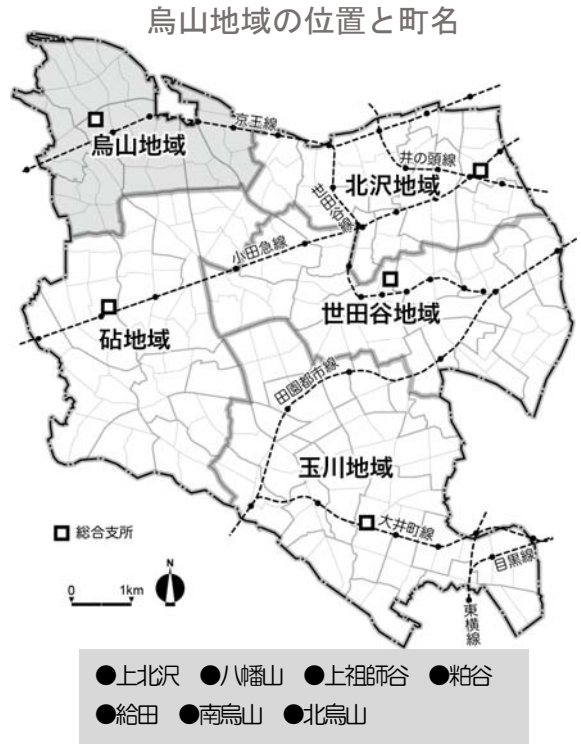 烏山地域の位置と町名
京王線
烏山地域
井の頭線
北沢地域
世田谷線
小田急線
世田谷地域
砧地域
田園都市線
玉川地域
大井町線
総合支所
目黒線
N
0 1km
東横線
●上北沢 ●八幡山 ●上祖師谷 ●粕谷
●給田 ●南烏山 ●北烏山